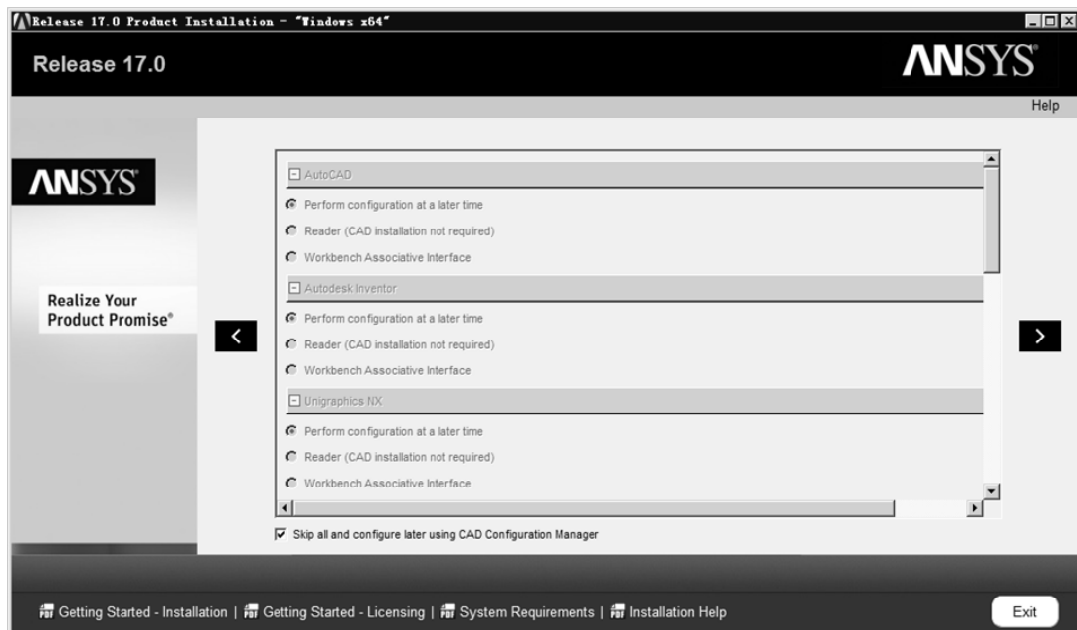 Release 17.0 Product Installation - "Windows x64"
Release 17.0
ANSYS®
Help
ANSYS®
Realize Your
Product Promise®
AutoCAD
Perform configuration at a later time
Reader (CAD installation not required)
Workbench Associative Interface
Autodesk Inventor
Perform configuration at a later time
Reader (CAD installation not required)
Workbench Associative Interface
Unigraphics NX
Perform configuration at a later time
Reader (CAD installation not required)
Workbench Associative Interface
Skip all and configure later using CAD Configuration Manager
Getting Started - Installation | Getting Started - Licensing | System Requirements | Installation Help
Exit